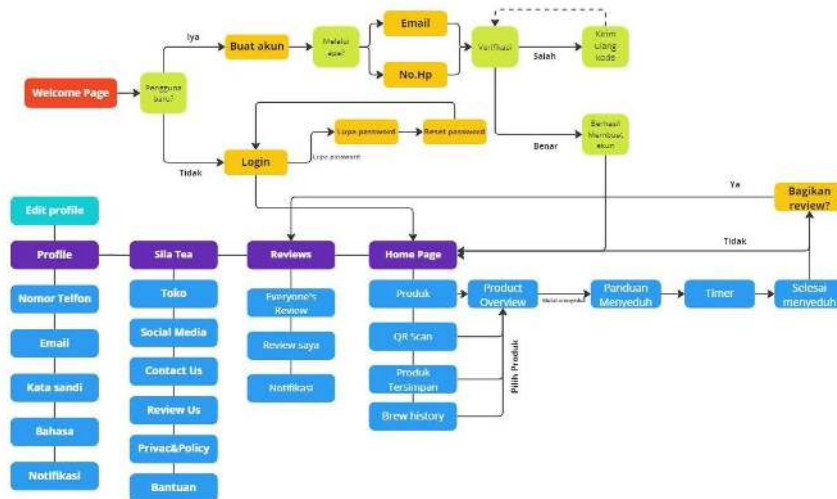 Iya
Buat akun
Melalui
apa?
Email
No.Hp
Verifikasi
Salah
Kirim
ulang
kode
Welcome Page
Pengguna
baru?
Tidak
Login
Lupa password
Lupa password
Reset password
Benar
Berhasil
Membuat
akun
Ya
Bagikan
review?
Tidak
Edit profile
Profile
Sila Tea
Reviews
Home Page
Nomor Telfon
Email
Kata sandi
Bahasa
Notifikasi
Toko
Social Media
Contact Us
Review Us
Privac&Policy
Bantuan
Everyone's
Review
Review saya
Notifikasi
Produk
QR Scan
Produk
Tersimpan
Brew history
Pilih Produk
Product
Overview
Mulai menyeduh
Panduan
Menyeduh
Timer
Selesai
menyeduh